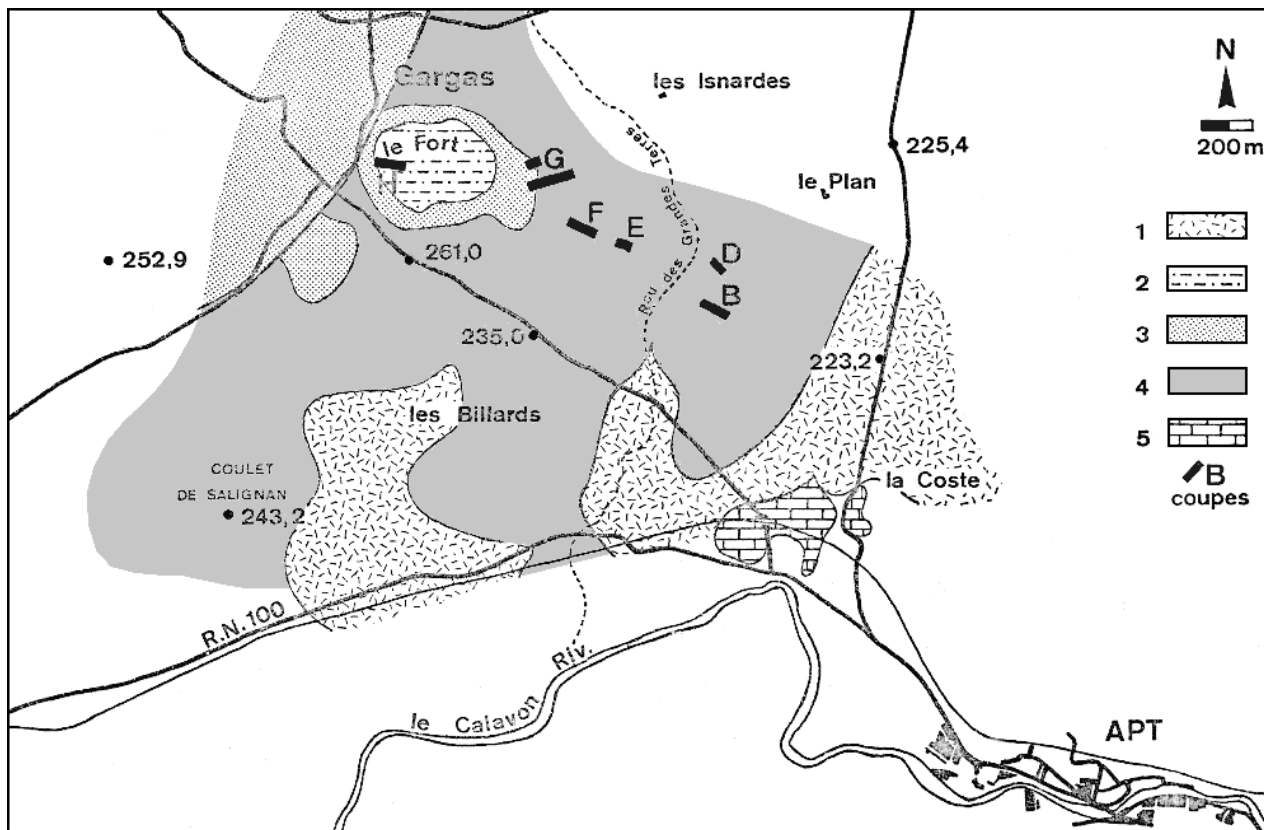 N
200 m
Gargas
les Isnardes
le Fort
H
G
F
E
D
B
Rau des Grandes Terres
225,4
le Plan
252,9
261,0
235,0
223,2
les Billards
COULET
DE SALIGNAN
243,2
la Coste
R.N.100
le Calavon
Riv.
APT
1
2
3
4
5
B
coupes